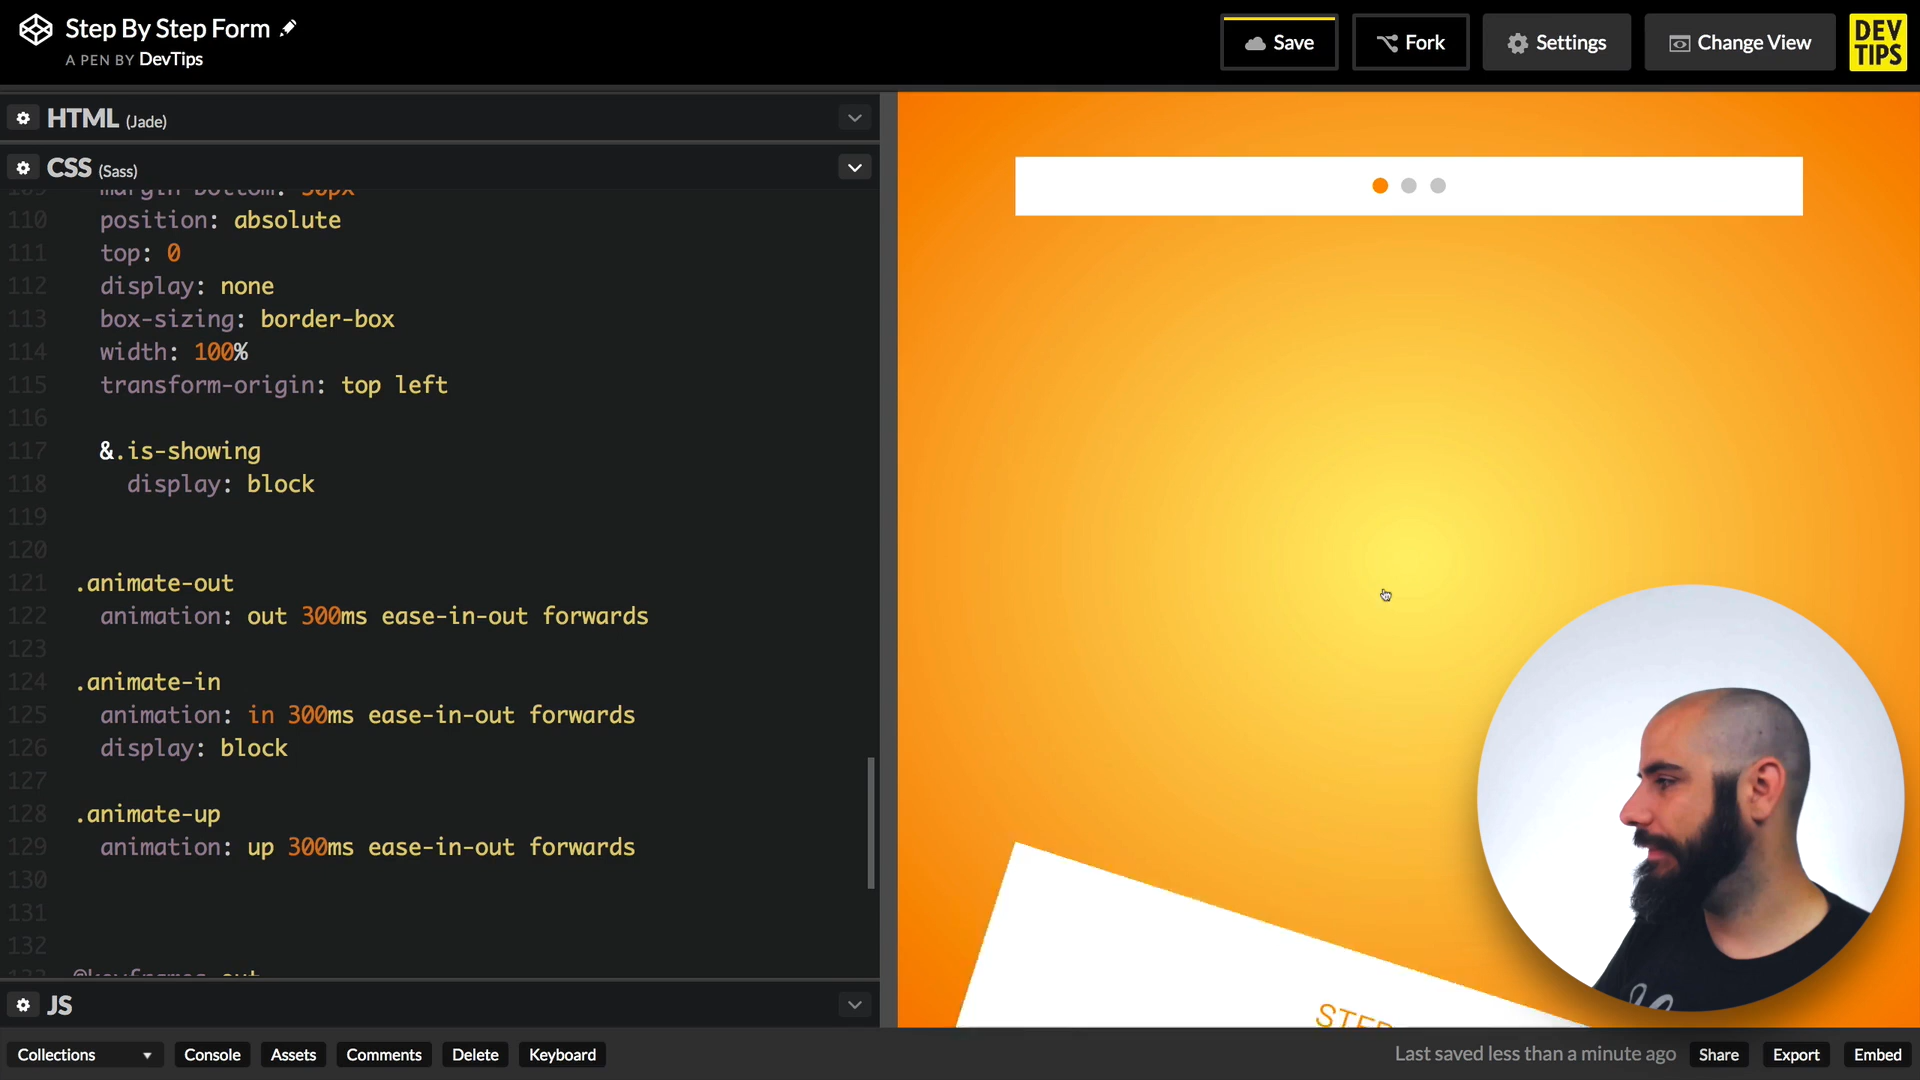 Step By Step Form
A PEN BY DevTips
Save
Fork
Settings
Change View
DEV
TIPS
HTML (Jade)
CSS (Sass)
110 position: absolute
111 top: 0
112 display: none
113 box-sizing: border-box
114 width: 100%
115 transform-origin: top left
116
117 &.is-showing
118 display: block
119
120
121 .animate-out
122 animation: out 300ms ease-in-out forwards
123
124 .animate-in
125 animation: in 300ms ease-in-out forwards
126 display: block
127
128 .animate-up
129 animation: up 300ms ease-in-out forwards
130
131
132
@keyframes out
STEP
JS
Collections
Console
Assets
Comments
Delete
Keyboard
Last saved less than a minute ago
Share
Export
Embed